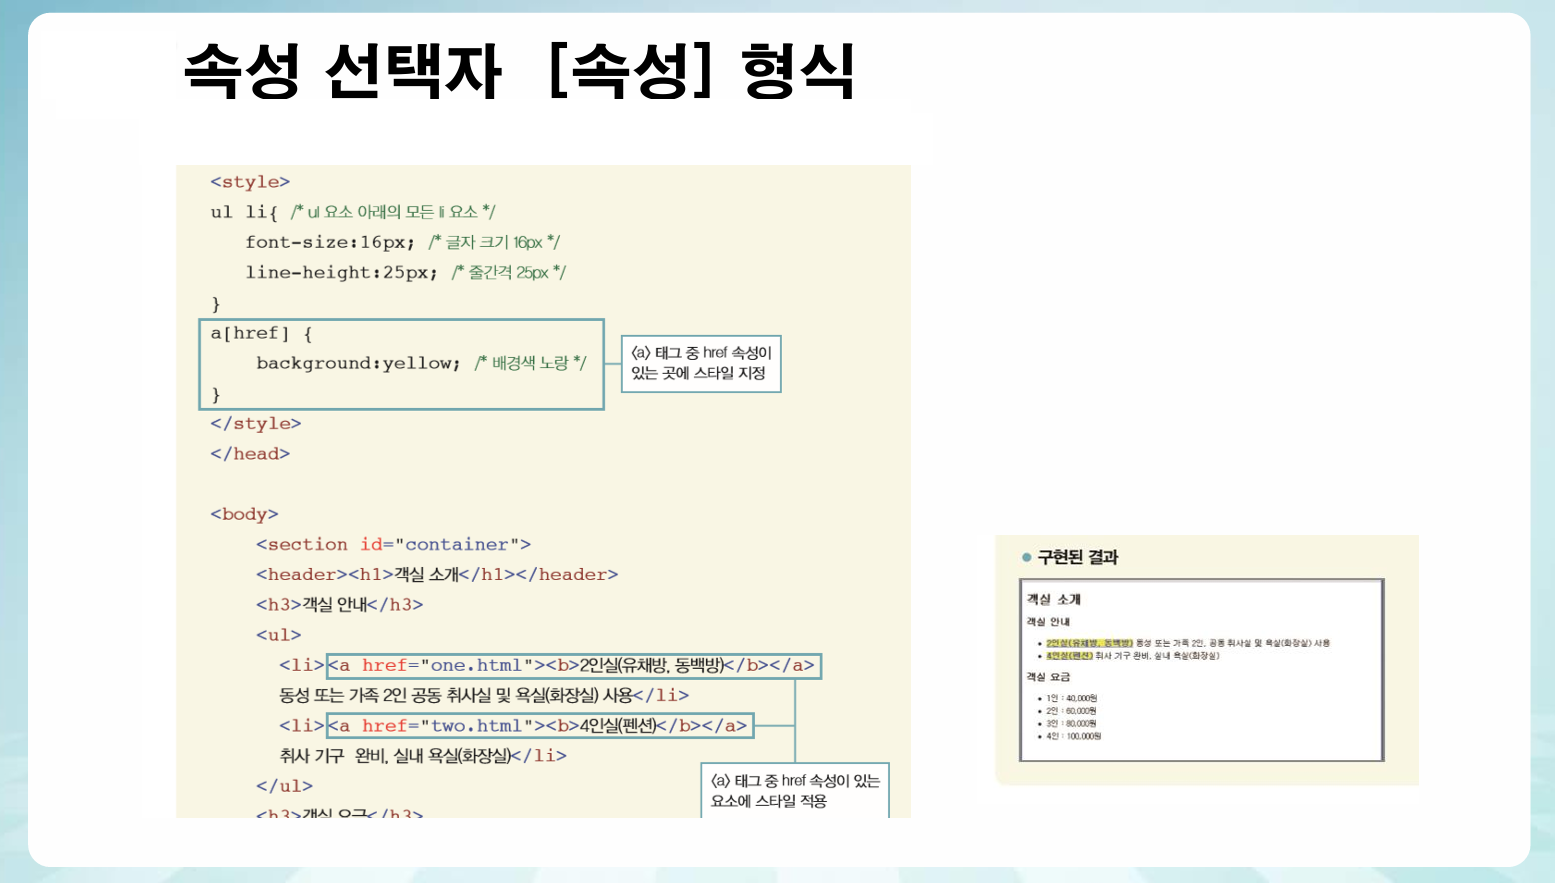 속성 선택자 [속성] 형식
<style>
ul li{ /* ul 요소 아래의 모든 li 요소 */
font-size:16px; /* 글자 크기 16px */
line-height:25px; /* 줄간격 25px */
}
a[href] {
background:yellow; /* 배경색 노랑 */
}
</style>
</head>
〈a〉 태그 중 href 속성이
있는 곳에 스타일 지정
<body>
<section id="container">
<header><h1>객실 소개</h1></header>
<h3>객실 안내</h3>
<ul>
<li><a href="one.html"><b>2인실(유채방, 동백방)</b></a>
동성 또는 가족 2인 공동 취사실 및 욕실(화장실) 사용</li>
<li><a href="two.html"><b>4인실(펜션)</b></a>
취사 기구 완비, 실내 욕실(화장실)</li>
</ul>
<h3>객실 요금</h3>
〈a〉 태그 중 href 속성이 있는
요소에 스타일 적용
● 구현된 결과
객실 소개
객실 안내
• 2인실(유채방, 동백방) 동성 또는 가족 2인, 공동 취사실 및 욕실(화장실) 사용
• 4인실(펜션) 취사 기구 완비, 실내 욕실(화장실)
객실 요금
• 1인 : 40,000원
• 2인 : 60,000원
• 3인 : 80,000원
• 4인 : 100,000원